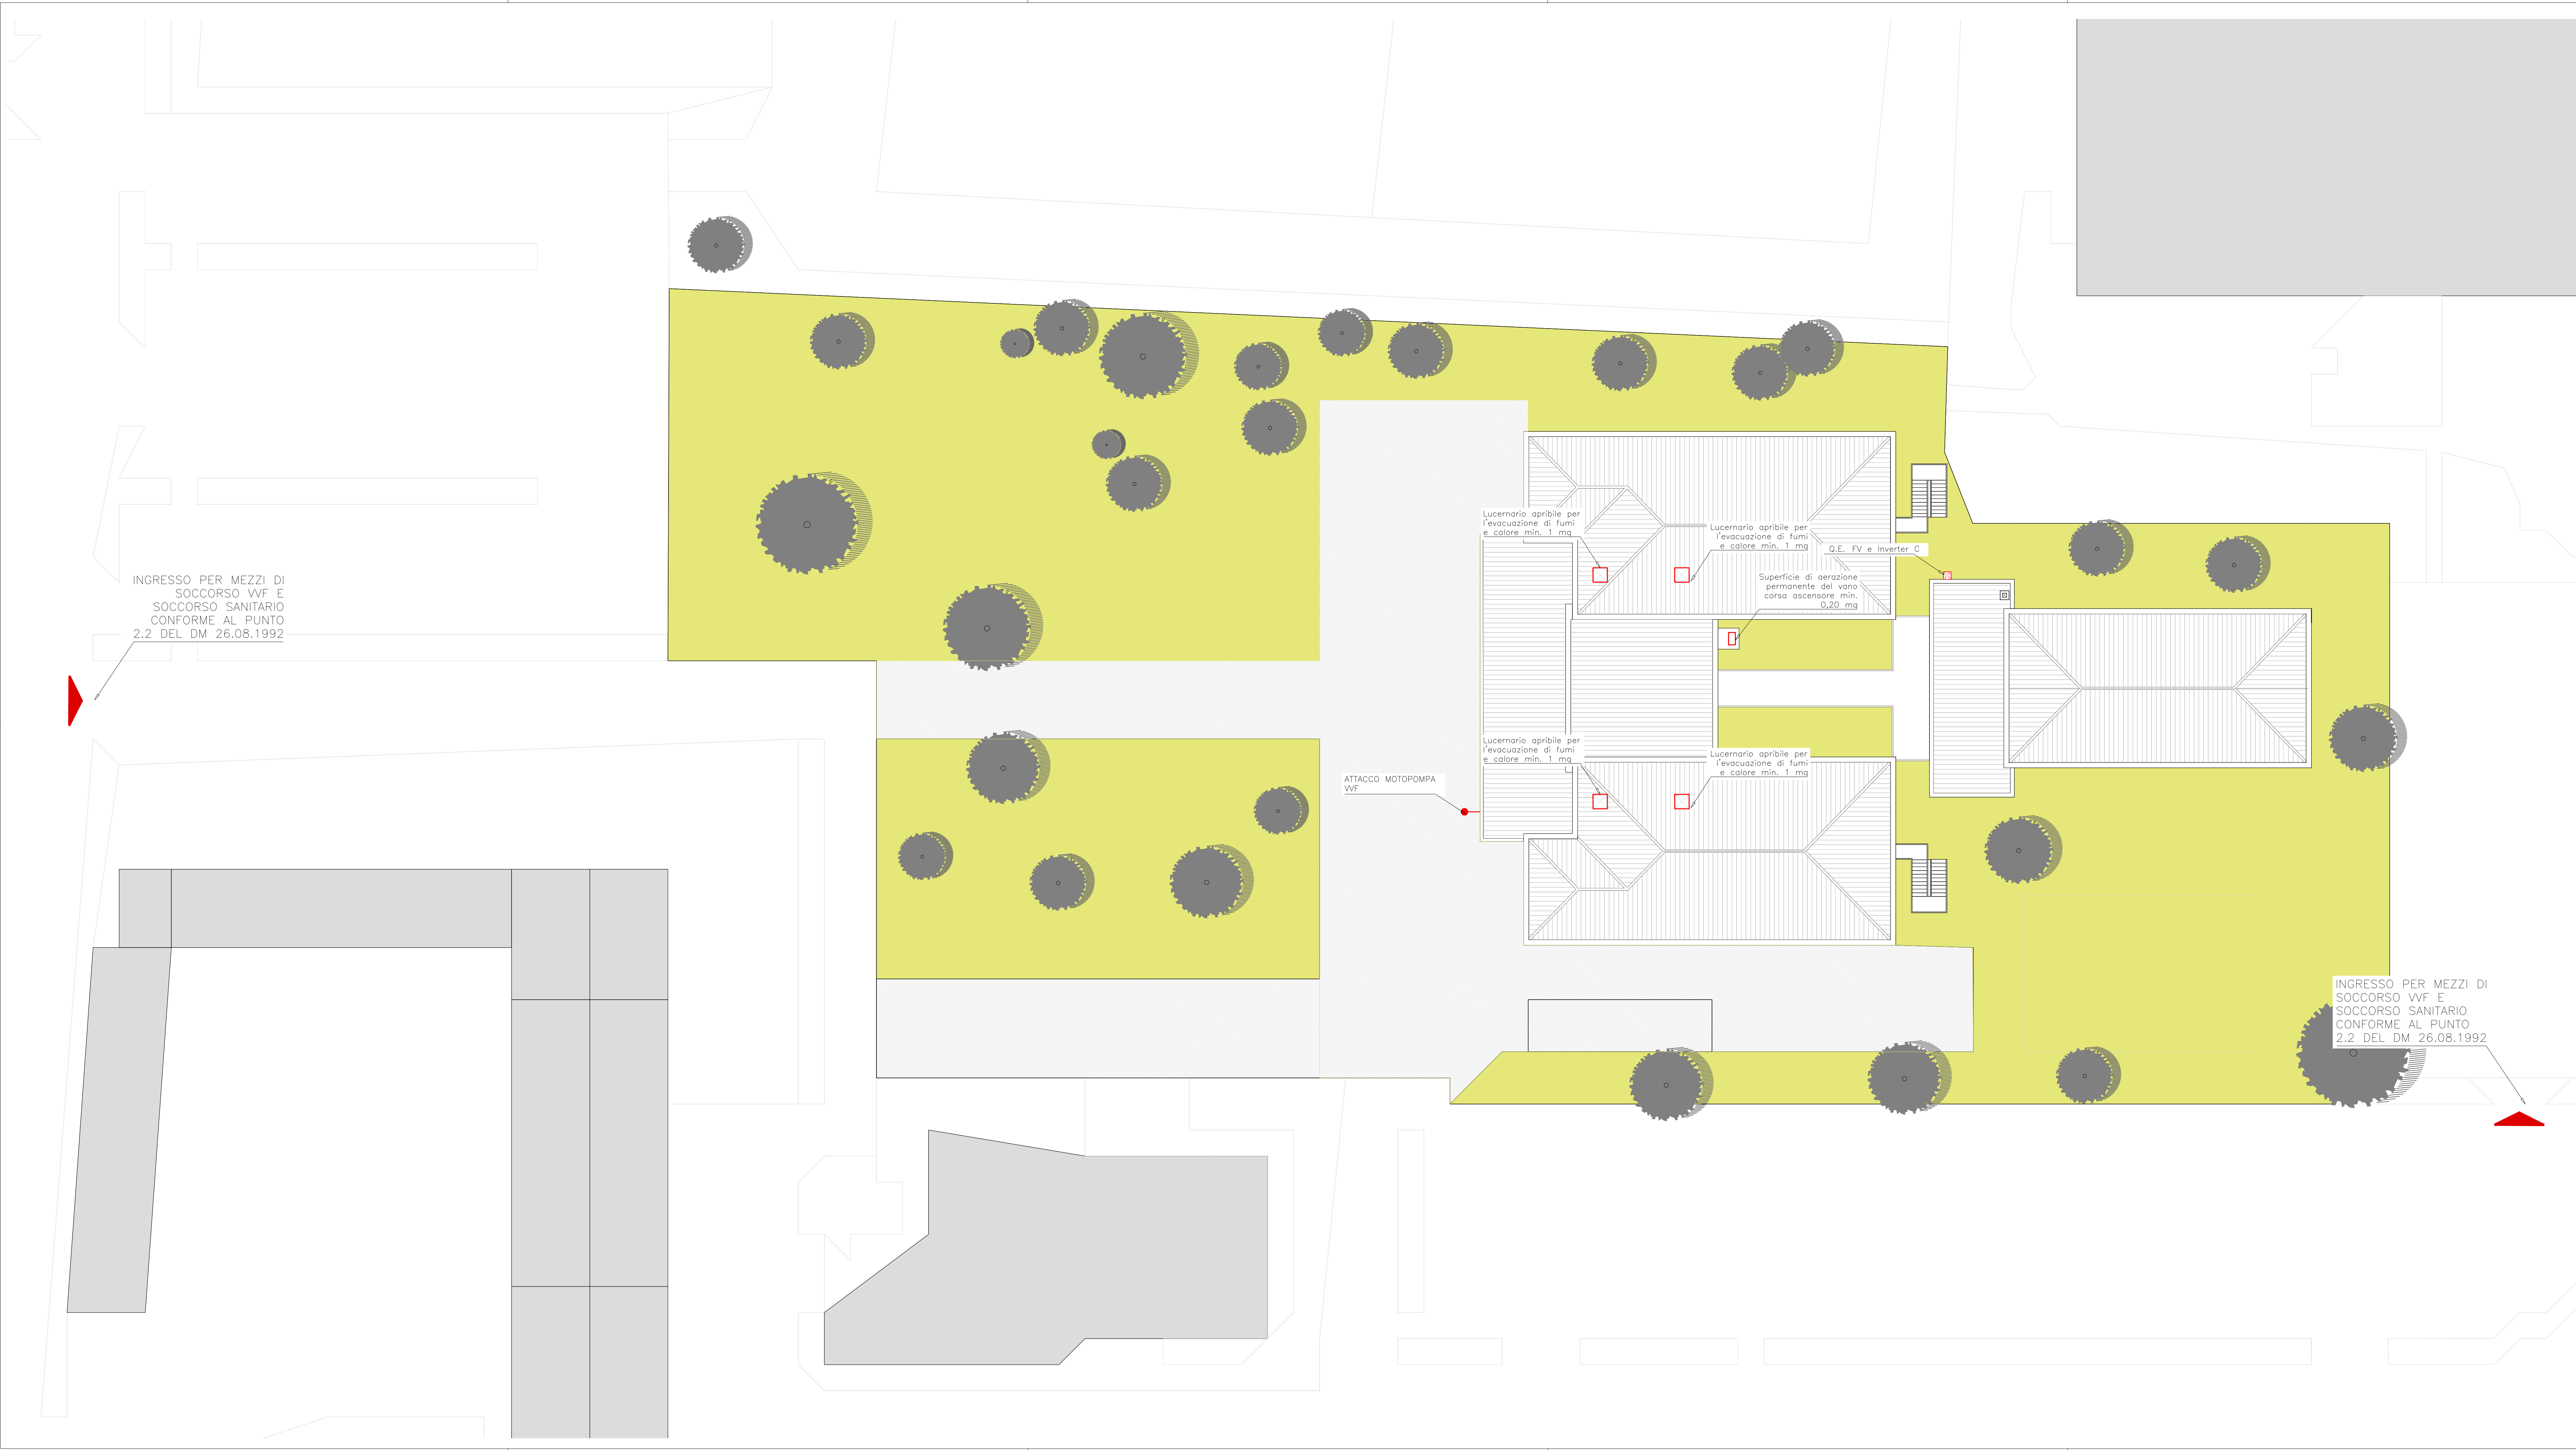 INGRESSO PER MEZZI DI
SOCCORSO VVF E
SOCCORSO SANITARIO
CONFORME AL PUNTO
2.2 DEL DM 26.08.1992
Lucernario apribile per
l'evacuazione di fumi
e calore min. 1 mq
Lucernario apribile per
l'evacuazione di fumi
e calore min. 1 mq
Q.E. FV e Inverter C
Superficie di aerazione
permanente del vano
corsa ascensore min.
0,20 mq
Lucernario apribile per
l'evacuazione di fumi
e calore min. 1 mq
Lucernario apribile per
l'evacuazione di fumi
e calore min. 1 mq
ATTACCO MOTOPOMPA
VVF
INGRESSO PER MEZZI DI
SOCCORSO VVF E
SOCCORSO SANITARIO
CONFORME AL PUNTO
2.2 DEL DM 26.08.1992